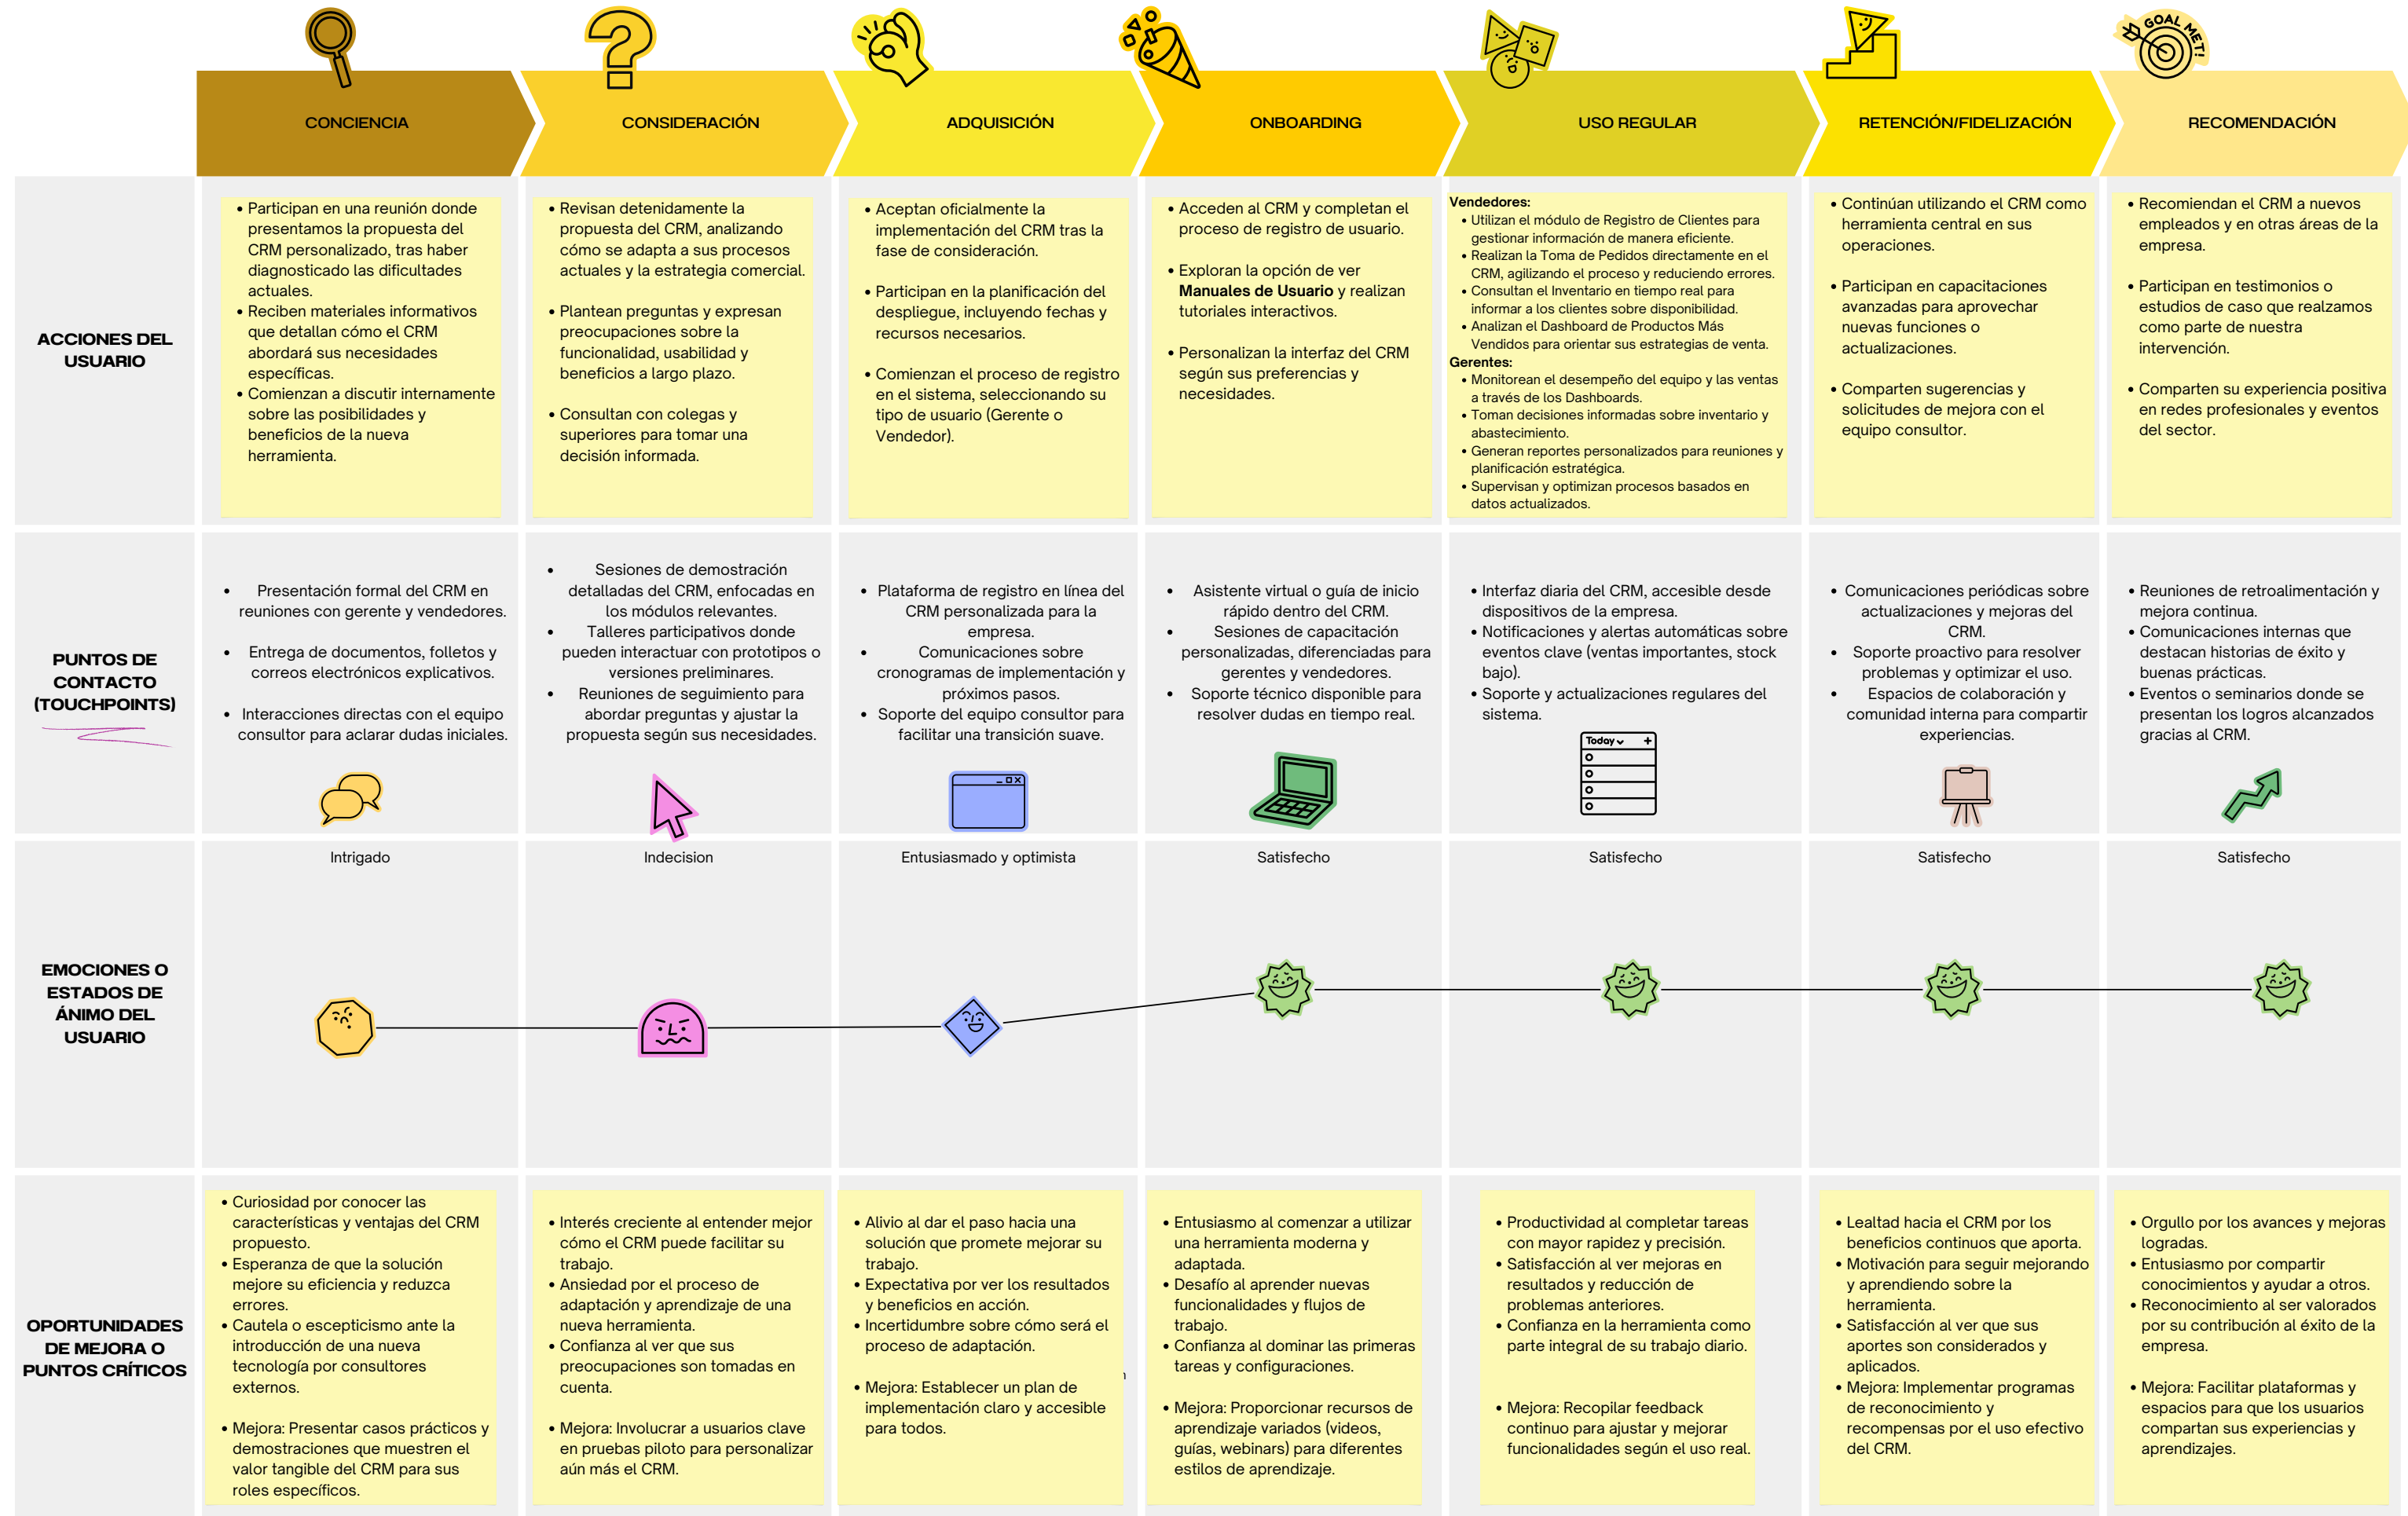 GOAL MET!
CONCIENCIA
CONSIDERACIÓN
ADQUISICIÓN
ONBOARDING
USO REGULAR
RETENCIÓN/FIDELIZACIÓN
RECOMENDACIÓN
ACCIONES DEL
USUARIO
• Participan en una reunión donde
presentamos la propuesta del
CRM personalizado, tras haber
diagnosticado las dificultades
actuales.
• Reciben materiales informativos
que detallan cómo el CRM
abordará sus necesidades
específicas.
• Comienzan a discutir internamente
sobre las posibilidades y
beneficios de la nueva
herramienta.
• Revisan detenidamente la
propuesta del CRM, analizando
cómo se adapta a sus procesos
actuales y la estrategia comercial.
• Plantean preguntas y expresan
preocupaciones sobre la
funcionalidad, usabilidad y
beneficios a largo plazo.
• Consultan con colegas y
superiores para tomar una
decisión informada.
• Aceptan oficialmente la
implementación del CRM tras la
fase de consideración.
• Participan en la planificación del
despliegue, incluyendo fechas y
recursos necesarios.
• Comienzan el proceso de registro
en el sistema, seleccionando su
tipo de usuario (Gerente o
Vendedor).
• Acceden al CRM y completan el
proceso de registro de usuario.
• Exploran la opción de ver
Manuales de Usuario y realizan
tutoriales interactivos.
• Personalizan la interfaz del CRM
según sus preferencias y
necesidades.
Vendedores:
• Utilizan el módulo de Registro de Clientes para
gestionar información de manera eficiente.
• Realizan la Toma de Pedidos directamente en el
CRM, agilizando el proceso y reduciendo errores.
• Consultan el Inventario en tiempo real para
informar a los clientes sobre disponibilidad.
• Analizan el Dashboard de Productos Más
Vendidos para orientar sus estrategias de venta.
Gerentes:
• Monitorean el desempeño del equipo y las ventas
a través de los Dashboards.
• Toman decisiones informadas sobre inventario y
abastecimiento.
• Generan reportes personalizados para reuniones y
planificación estratégica.
• Supervisan y optimizan procesos basados en
datos actualizados.
• Continúan utilizando el CRM como
herramienta central en sus
operaciones.
• Participan en capacitaciones
avanzadas para aprovechar
nuevas funciones o
actualizaciones.
• Comparten sugerencias y
solicitudes de mejora con el
equipo consultor.
• Recomiendan el CRM a nuevos
empleados y en otras áreas de la
empresa.
• Participan en testimonios o
estudios de caso que realzamos
como parte de nuestra
intervención.
• Comparten su experiencia positiva
en redes profesionales y eventos
del sector.
PUNTOS DE
CONTACTO
(TOUCHPOINTS)
• Presentación formal del CRM en
reuniones con gerente y vendedores.
• Entrega de documentos, folletos y
correos electrónicos explicativos.
• Interacciones directas con el equipo
consultor para aclarar dudas iniciales.
• Sesiones de demostración
detalladas del CRM, enfocadas en
los módulos relevantes.
• Talleres participativos donde
pueden interactuar con prototipos o
versiones preliminares.
• Reuniones de seguimiento para
abordar preguntas y ajustar la
propuesta según sus necesidades.
• Plataforma de registro en línea del
CRM personalizada para la
empresa.
• Comunicaciones sobre
cronogramas de implementación y
próximos pasos.
• Soporte del equipo consultor para
facilitar una transición suave.
• Asistente virtual o guía de inicio
rápido dentro del CRM.
• Sesiones de capacitación
personalizadas, diferenciadas para
gerentes y vendedores.
• Soporte técnico disponible para
resolver dudas en tiempo real.
• Interfaz diaria del CRM, accesible desde
dispositivos de la empresa.
• Notificaciones y alertas automáticas sobre
eventos clave (ventas importantes, stock
bajo).
• Soporte y actualizaciones regulares del
sistema.
Today +
• Comunicaciones periódicas sobre
actualizaciones y mejoras del
CRM.
• Soporte proactivo para resolver
problemas y optimizar el uso.
• Espacios de colaboración y
comunidad interna para compartir
experiencias.
• Reuniones de retroalimentación y
mejora continua.
• Comunicaciones internas que
destacan historias de éxito y
buenas prácticas.
• Eventos o seminarios donde se
presentan los logros alcanzados
gracias al CRM.
EMOCIONES O
ESTADOS DE
ÁNIMO DEL
USUARIO
Intrigado
Indecision
Entusiasmado y optimista
Satisfecho
Satisfecho
Satisfecho
Satisfecho
OPORTUNIDADES
DE MEJORA O
PUNTOS CRÍTICOS
• Curiosidad por conocer las
características y ventajas del CRM
propuesto.
• Esperanza de que la solución
mejore su eficiencia y reduzca
errores.
• Cautela o escepticismo ante la
introducción de una nueva
tecnología por consultores
externos.
• Mejora: Presentar casos prácticos y
demostraciones que muestren el
valor tangible del CRM para sus
roles específicos.
• Interés creciente al entender mejor
cómo el CRM puede facilitar su
trabajo.
• Ansiedad por el proceso de
adaptación y aprendizaje de una
nueva herramienta.
• Confianza al ver que sus
preocupaciones son tomadas en
cuenta.
• Mejora: Involucrar a usuarios clave
en pruebas piloto para personalizar
aún más el CRM.
• Alivio al dar el paso hacia una
solución que promete mejorar su
trabajo.
• Expectativa por ver los resultados
y beneficios en acción.
• Incertidumbre sobre cómo será el
proceso de adaptación.
• Mejora: Establecer un plan de
implementación claro y accesible
para todos.
• Entusiasmo al comenzar a utilizar
una herramienta moderna y
adaptada.
• Desafío al aprender nuevas
funcionalidades y flujos de
trabajo.
• Confianza al dominar las primeras
tareas y configuraciones.
• Mejora: Proporcionar recursos de
aprendizaje variados (videos,
guías, webinars) para diferentes
estilos de aprendizaje.
• Productividad al completar tareas
con mayor rapidez y precisión.
• Satisfacción al ver mejoras en
resultados y reducción de
problemas anteriores.
• Confianza en la herramienta como
parte integral de su trabajo diario.
• Mejora: Recopilar feedback
continuo para ajustar y mejorar
funcionalidades según el uso real.
• Lealtad hacia el CRM por los
beneficios continuos que aporta.
• Motivación para seguir mejorando
y aprendiendo sobre la
herramienta.
• Satisfacción al ver que sus
aportes son considerados y
aplicados.
• Mejora: Implementar programas
de reconocimiento y
recompensas por el uso efectivo
del CRM.
• Orgullo por los avances y mejoras
logradas.
• Entusiasmo por compartir
conocimientos y ayudar a otros.
• Reconocimiento al ser valorados
por su contribución al éxito de la
empresa.
• Mejora: Facilitar plataformas y
espacios para que los usuarios
compartan sus experiencias y
aprendizajes.